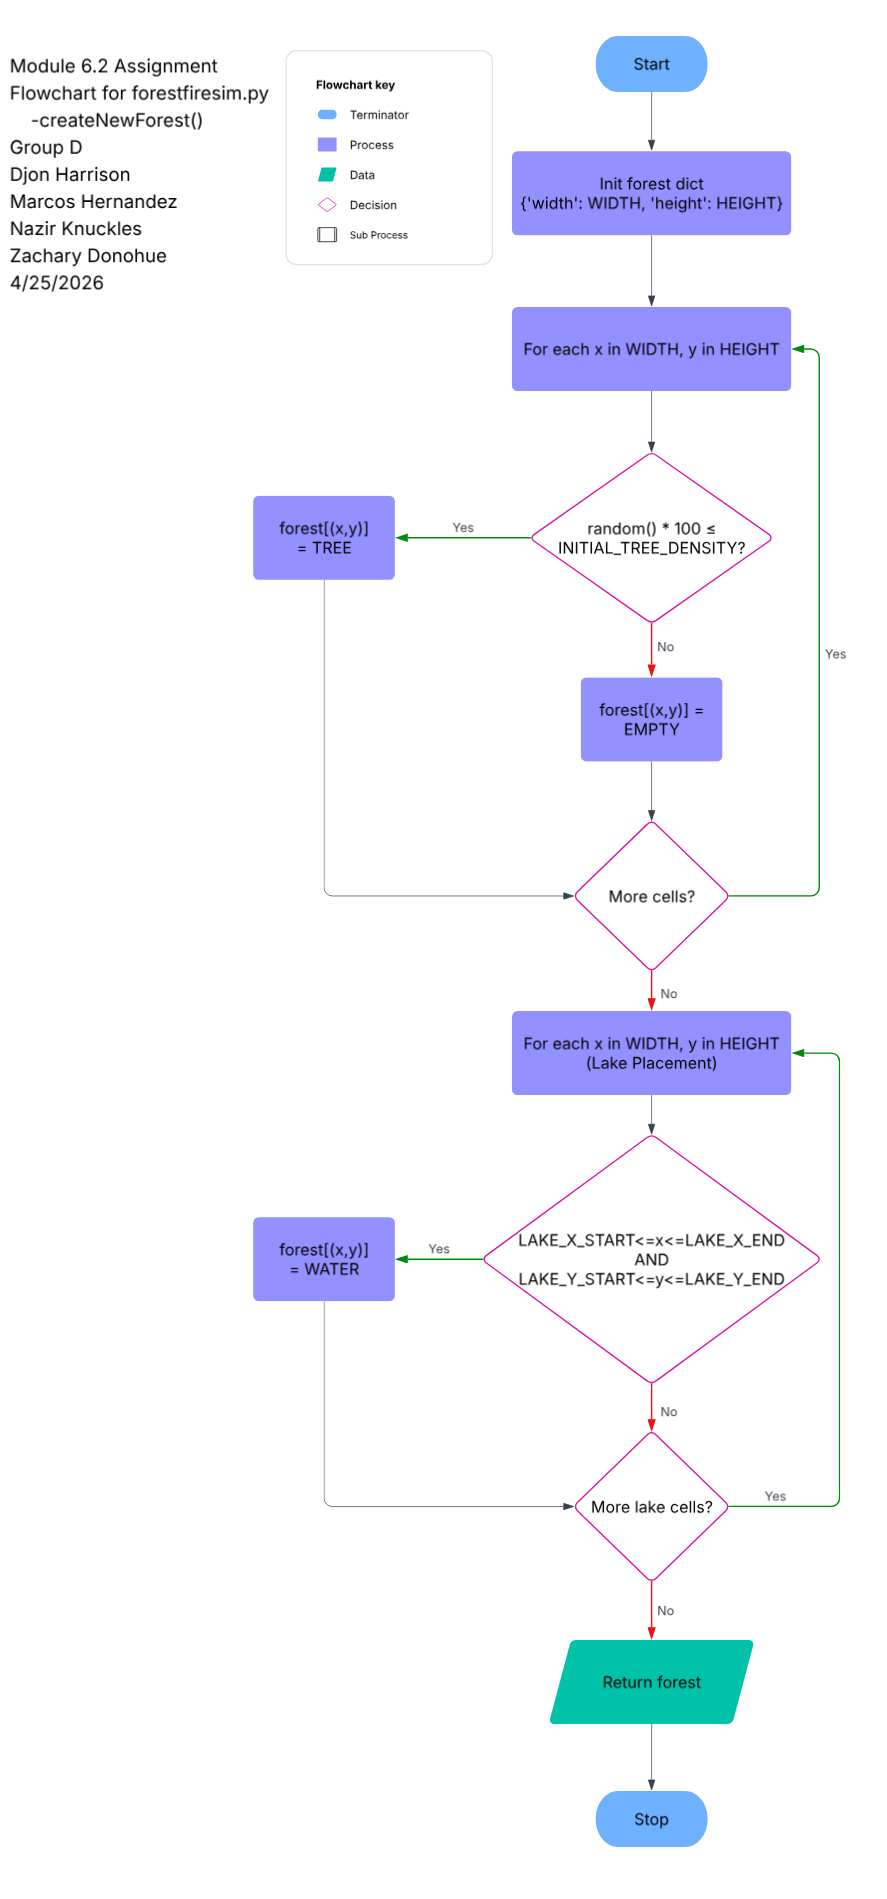 Module 6.2 Assignment
Flowchart for forestfiresim.py
-createNewForest()
Group D
Djon Harrison
Marcos Hernandez
Nazir Knuckles
Zachary Donohue
4/25/2026
Flowchart key
Terminator
Process
Data
Decision
Sub Process
Start
Init forest dict
{'width': WIDTH, 'height': HEIGHT}
For each x in WIDTH, y in HEIGHT
random() * 100 ≤
INITIAL_TREE_DENSITY?
Yes
forest[(x,y)]
= TREE
No
forest[(x,y)] =
EMPTY
Yes
More cells?
No
For each x in WIDTH, y in HEIGHT
(Lake Placement)
LAKE_X_START<=x<=LAKE_X_END
AND
LAKE_Y_START<=y<=LAKE_Y_END
Yes
forest[(x,y)]
= WATER
No
More lake cells?
Yes
No
Return forest
Stop